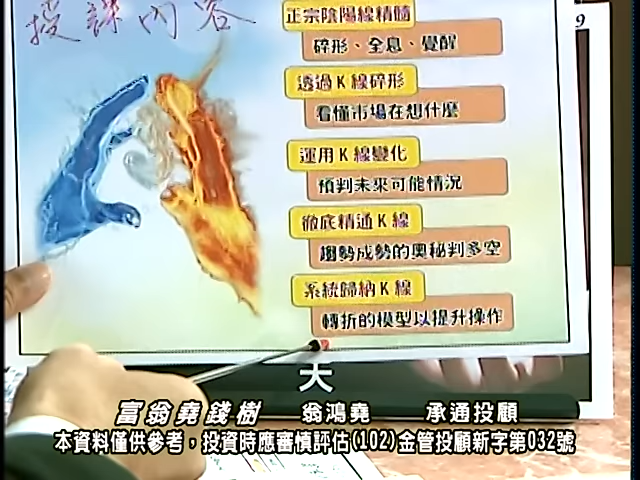 授課內容
正宗陰陽線精髓
碎形、全息、覺醒
透過K線碎形
看懂市場在想什麼
運用K線變化
預判未來可能情況
徹底精通K線
趨勢成勢的奧秘判多空
系統歸納K線
轉折的模型以提升操作
9
大
富翁堯錢樹 翁鴻堯 承通投顧
本資料僅供參考，投資時應審慎評估(102)金管投顧新字第032號